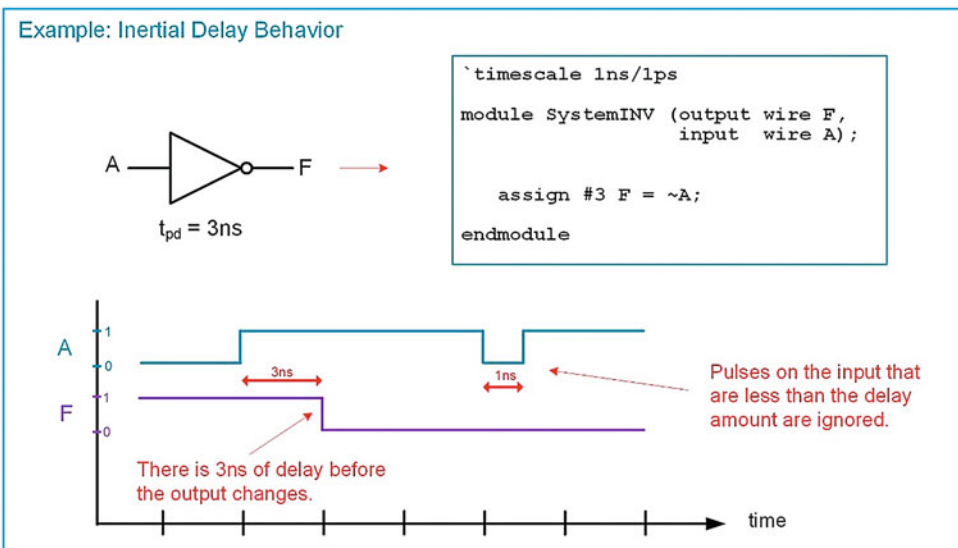 Example: Inertial Delay Behavior
`timescale 1ns/1ps
module SystemINV (output wire F,
input wire A);
assign #3 F = ~A;
endmodule
A
F
tpd = 3ns
A
1
0
3ns
1ns
Pulses on the input that
are less than the delay
amount are ignored.
F
1
0
There is 3ns of delay before
the output changes.
time